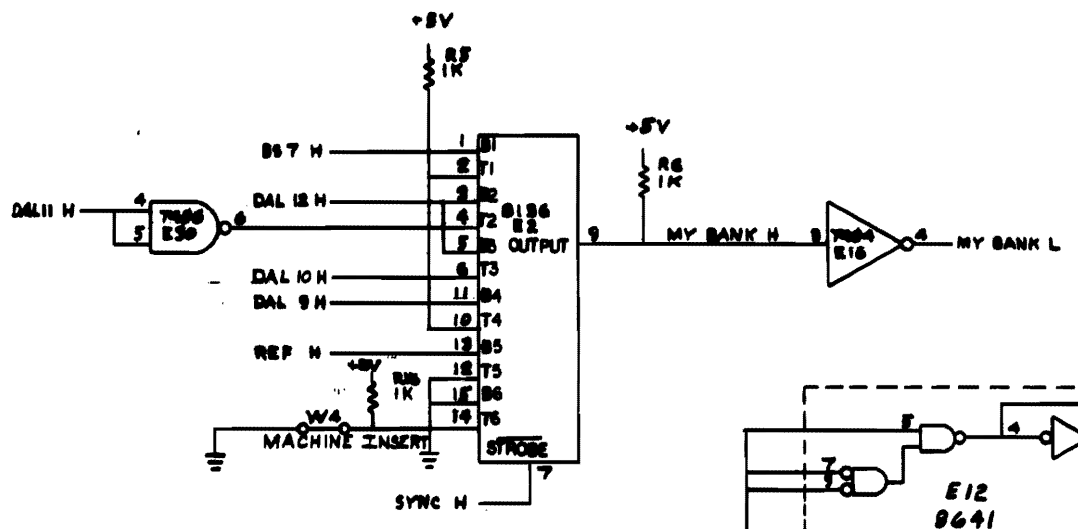 +5V
R5
1K
BS7 H
1
B1
2
T1
DAL11 H
4
5
E30
6
DAL 12 H
3
B2
4
T2
5
B3
8136
E2
OUTPUT
9
+5V
R6
1K
MY BANK H
3
7404
E16
4
MY BANK L
DAL 10 H
6
T3
DAL 9 H
11
B4
10
T4
REF H
13
B5
+5V
1K
12
T5
15
B6
14
T6
W4
MACHINE INSERT
STROBE
7
SYNC H
4
7
9
E12
8641